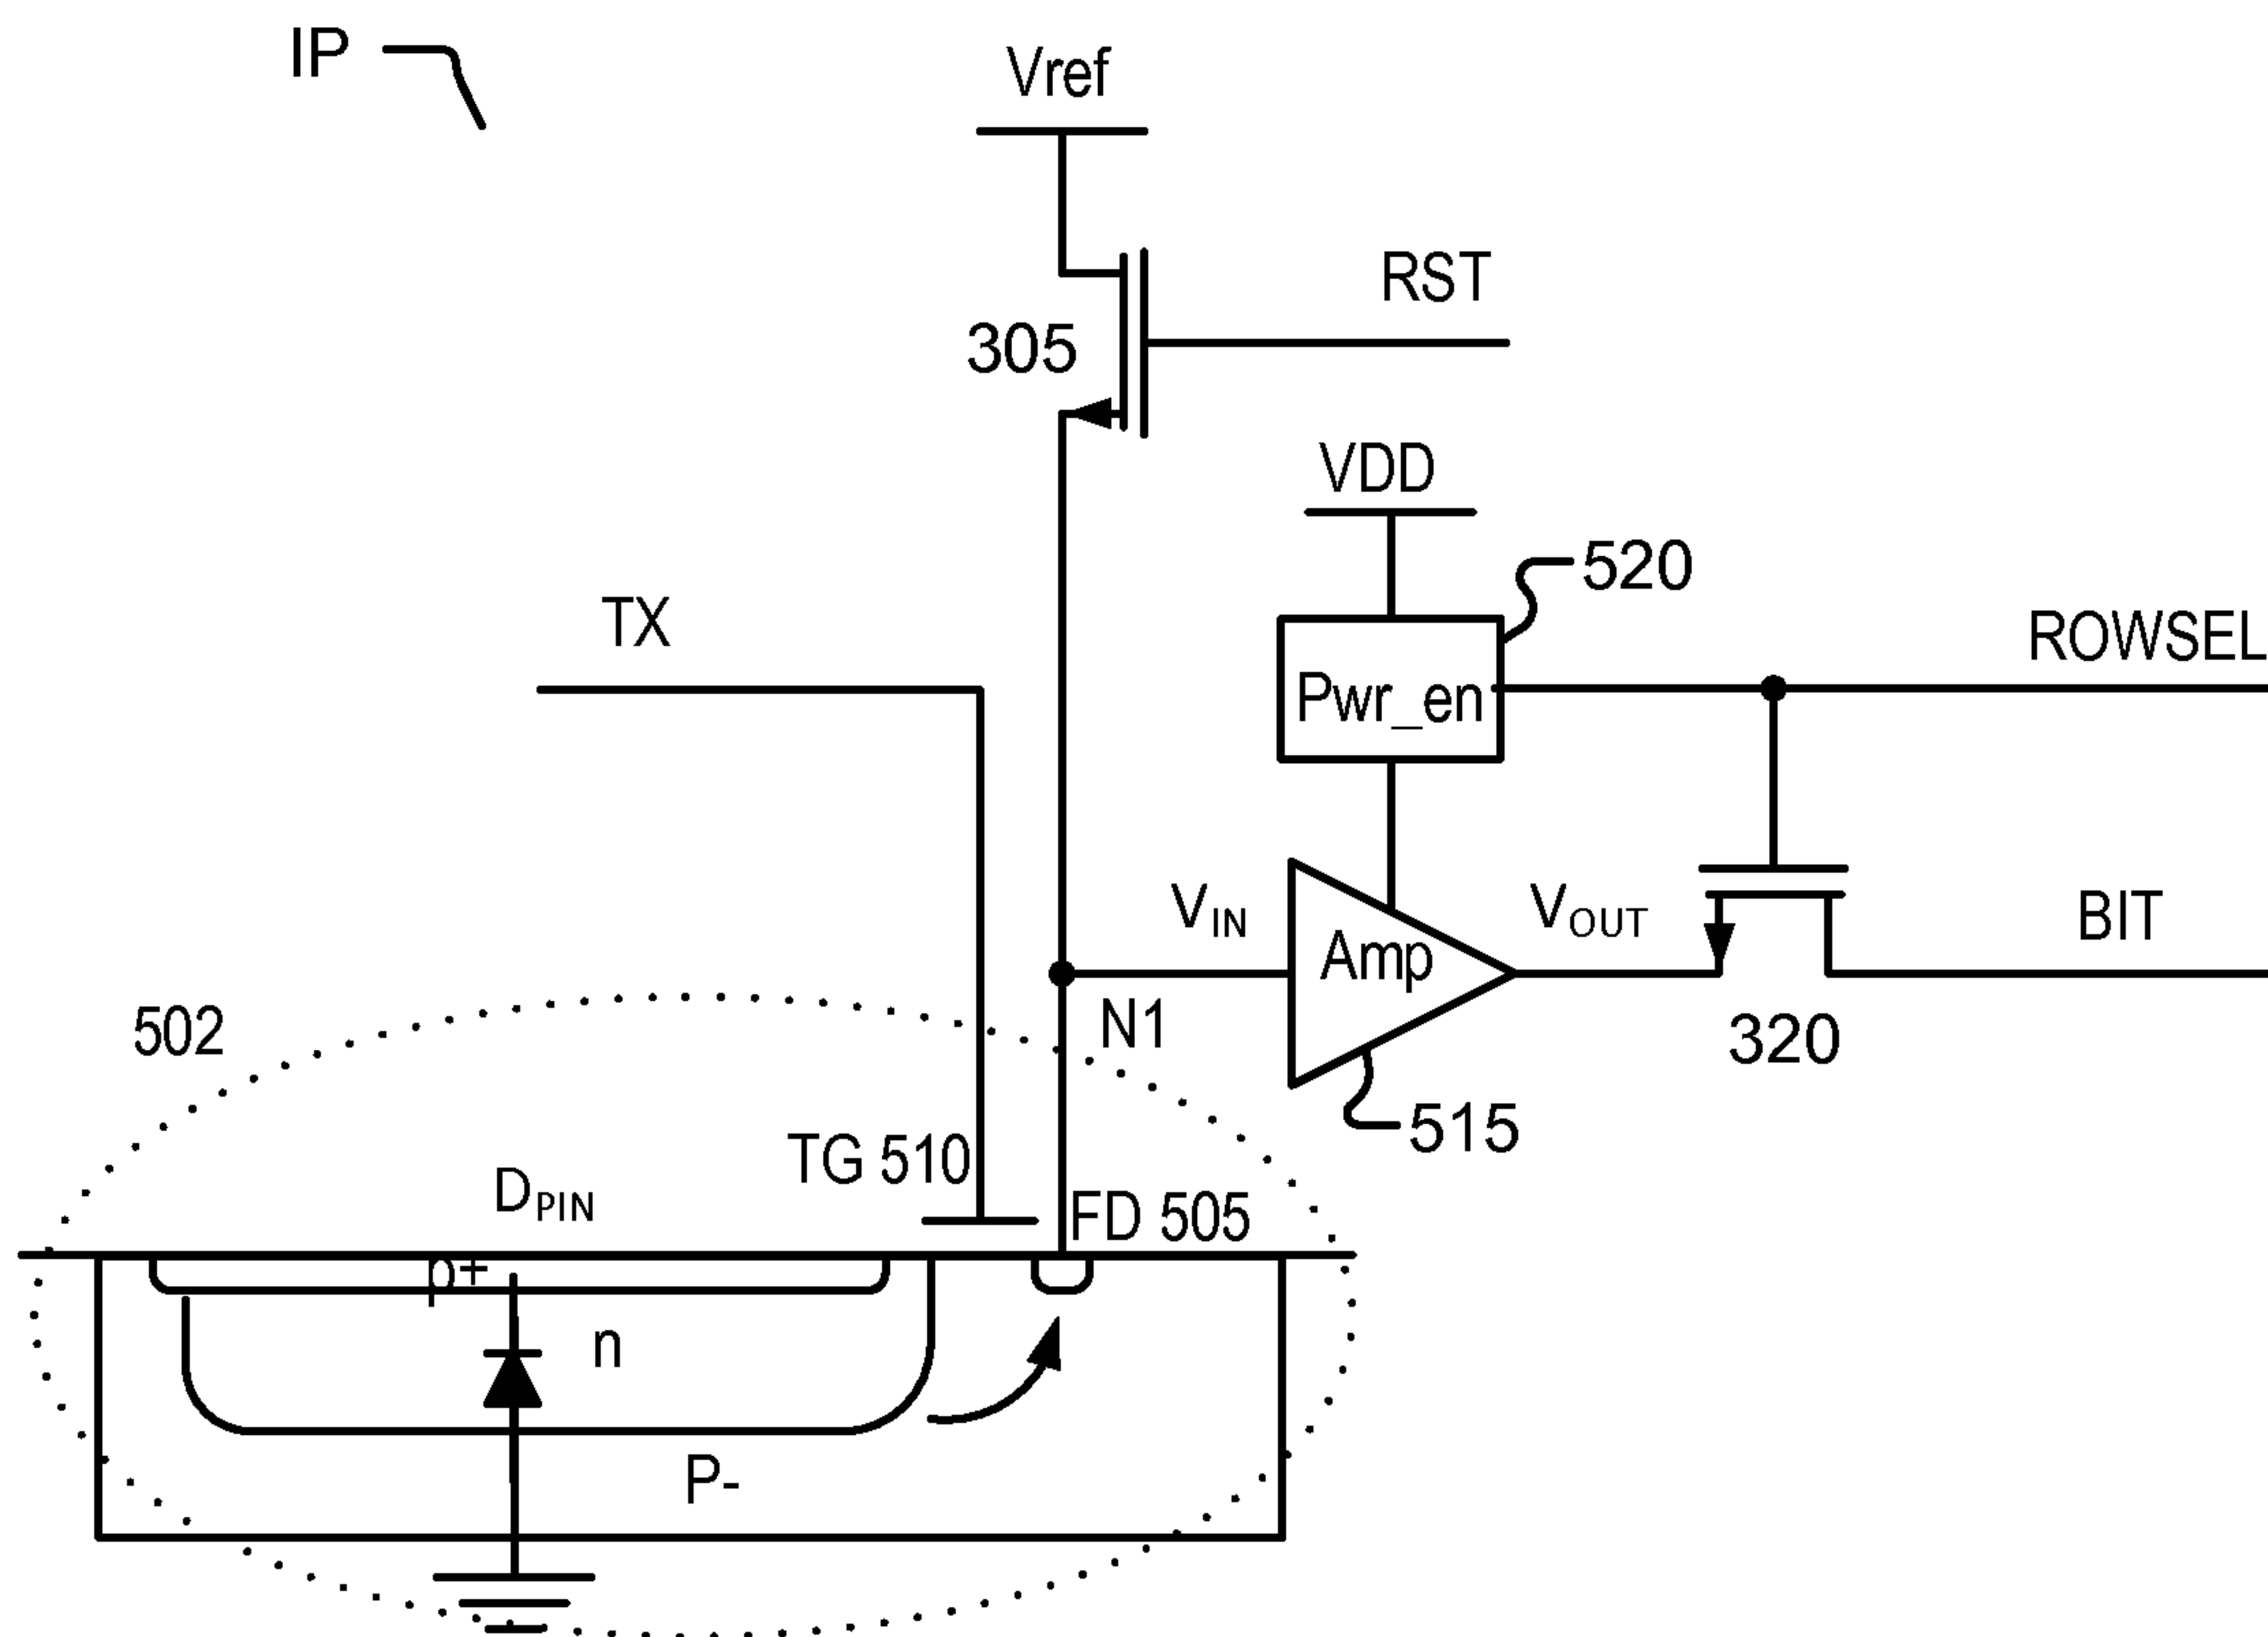 IP
Vref
RST
305
VDD
520
TX
ROWSEL
Pwr_en
VIN
Amp
VOUT
BIT
502
N1
320
515
TG 510
DPIN
FD 505
p+
n
P-